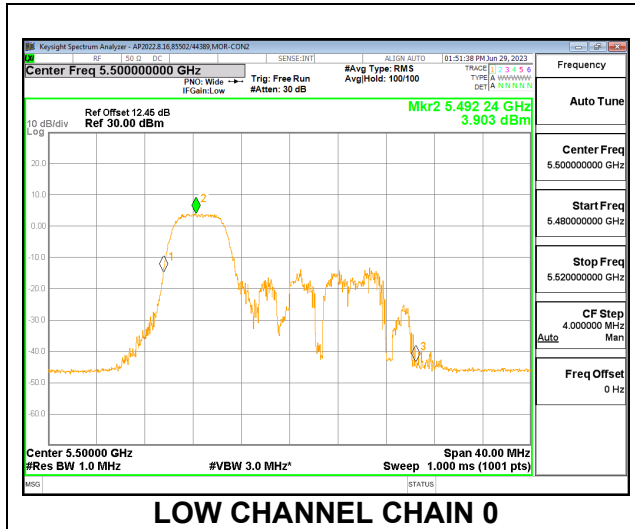 Keysight Spectrum Analyzer - AP2022.8.16,85502/44389,MOR-CON2
RF 50 Ω DC SENSE:INT ALIGN AUTO 01:51:38 PM Jun 29, 2023
Center Freq 5.500000000 GHz
PNO: Wide
IFGain:Low
Trig: Free Run
#Atten: 30 dB
#Avg Type: RMS
Avg|Hold: 100/100
TRACE 1 2 3 4 5 6
TYPE A WWWWW
DET A N N N N N
Ref Offset 12.45 dB
10 dB/div Ref 30.00 dBm
Log
Mkr2 5.492 24 GHz
3.903 dBm
20.0
10.0
0.00
-10.0
-20.0
-30.0
-40.0
-50.0
-60.0
2
1
3
Center 5.50000 GHz Span 40.00 MHz
#Res BW 1.0 MHz #VBW 3.0 MHz* Sweep 1.000 ms (1001 pts)
MSG STATUS
Frequency
Auto Tune
Center Freq
5.500000000 GHz
Start Freq
5.480000000 GHz
Stop Freq
5.520000000 GHz
CF Step
4.000000 MHz
Auto Man
Freq Offset
0 Hz
LOW CHANNEL CHAIN 0